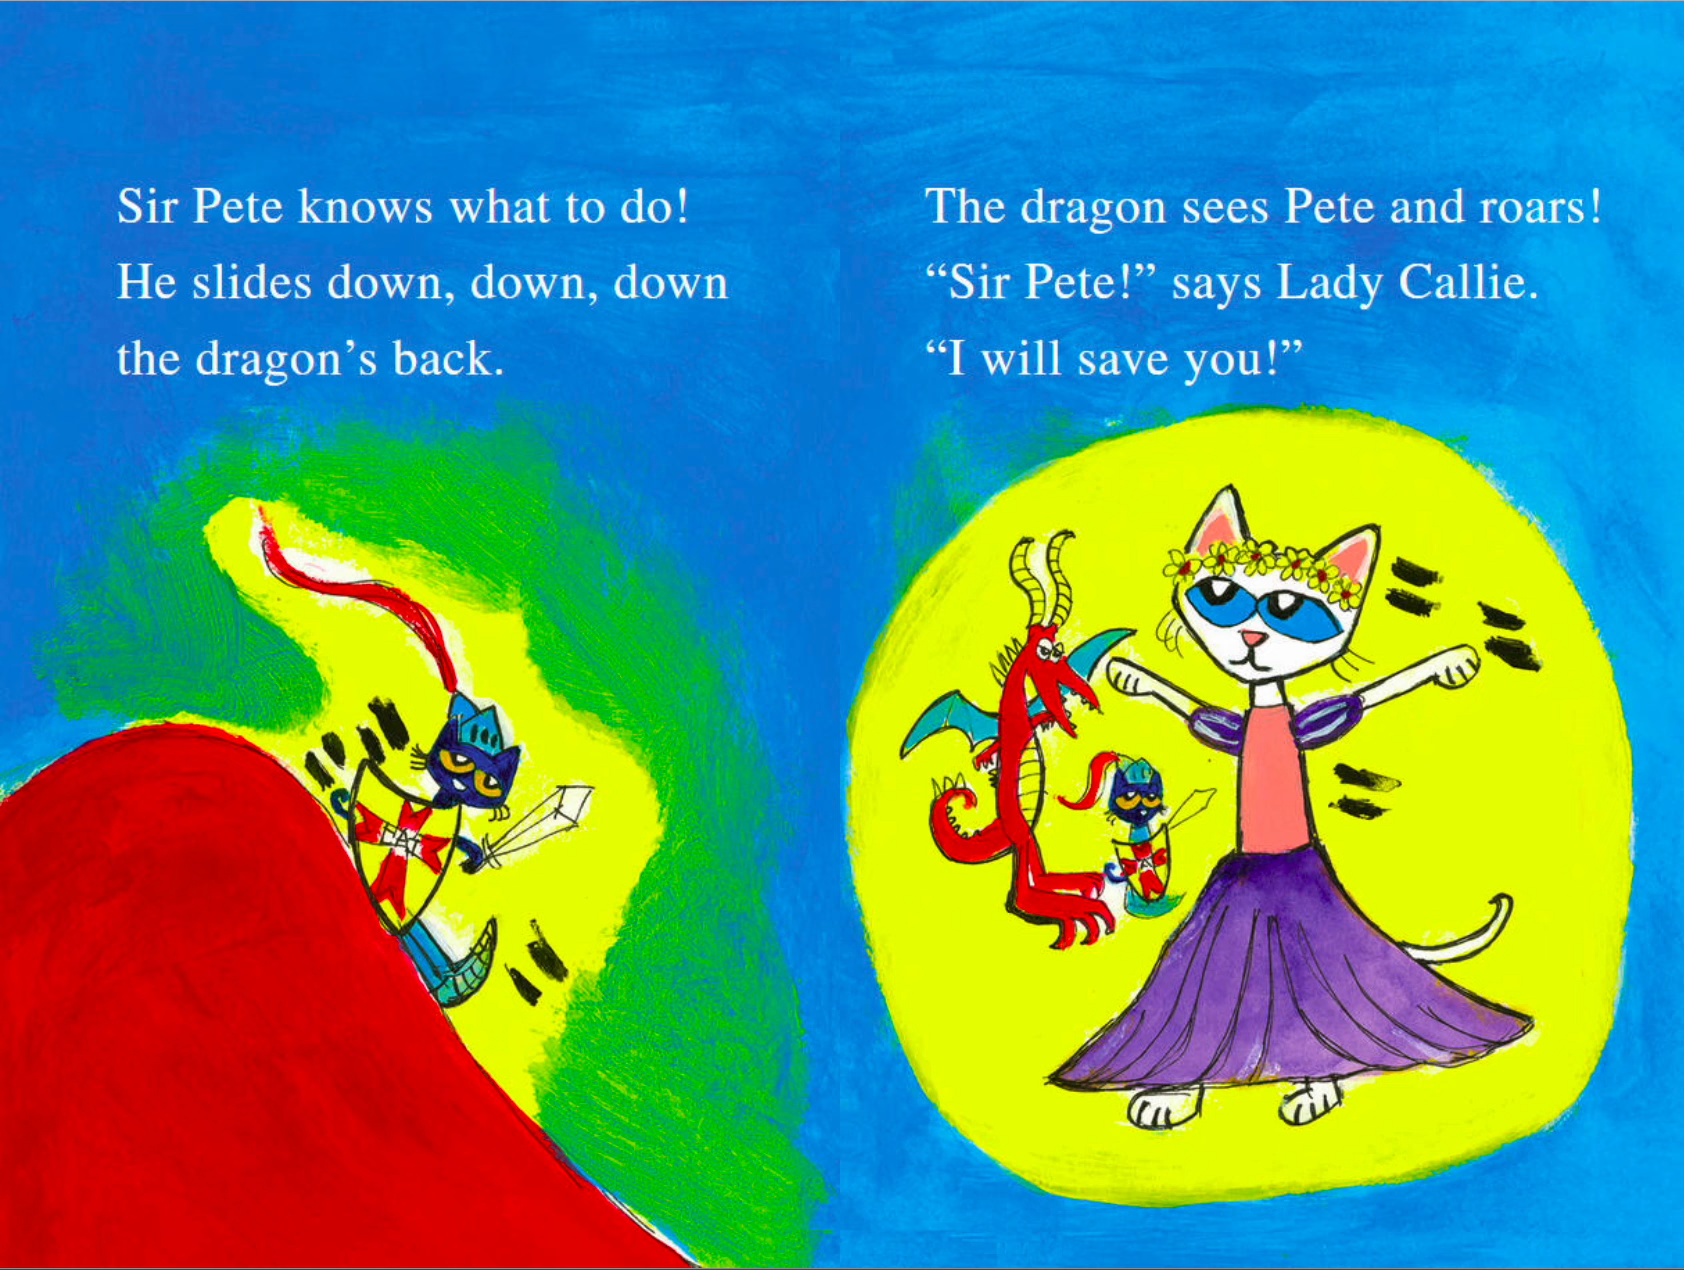 Sir Pete knows what to do!
He slides down, down, down
the dragon’s back.
The dragon sees Pete and roars!
“Sir Pete!” says Lady Callie.
“I will save you!”